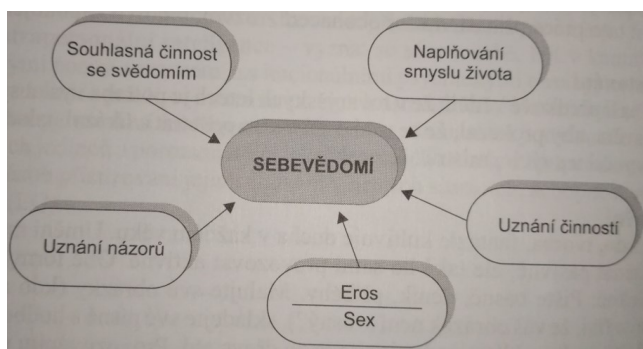 Souhlasná činnost
se svědomím
Naplňování
smyslu života
SEBEVĚDOMÍ
Uznání názorů
Uznání činností
Eros
Sex